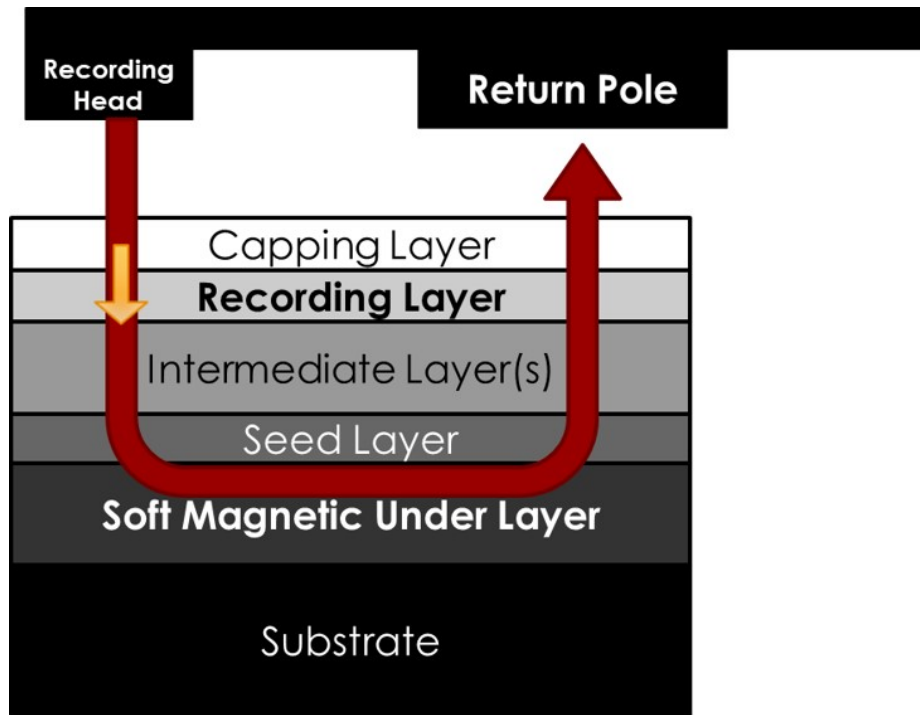 Recording
Head
Return Pole
Capping Layer
Recording Layer
Intermediate Layer(s)
Seed Layer
Soft Magnetic Under Layer
Substrate